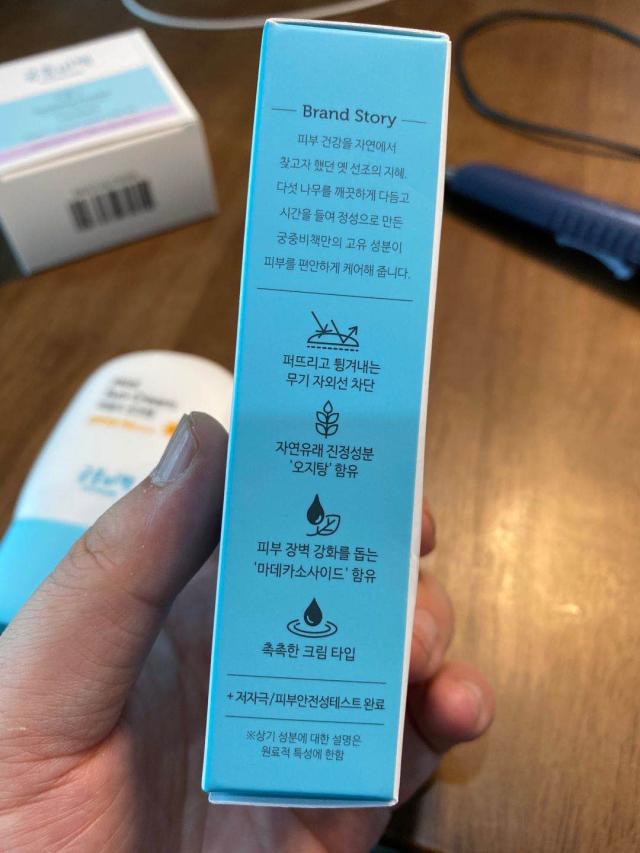 Brand Story
피부 건강을 자연에서
찾고자 했던 옛 선조의 지혜.
다섯 나무를 깨끗하게 다듬고
시간을 들여 정성으로 만든
궁중비책만의 고유 성분이
피부를 편안하게 케어해 줍니다.
퍼뜨리고 튕겨내는
무기 자외선 차단
자연유래 진정성분
'오지탕' 함유
피부 장벽 강화를 돕는
'마데카소사이드' 함유
촉촉한 크림 타입
+ 저자극/피부안전성테스트 완료
※상기 성분에 대한 설명은
원료적 특성에 한함
Sun Cream
궁중비책